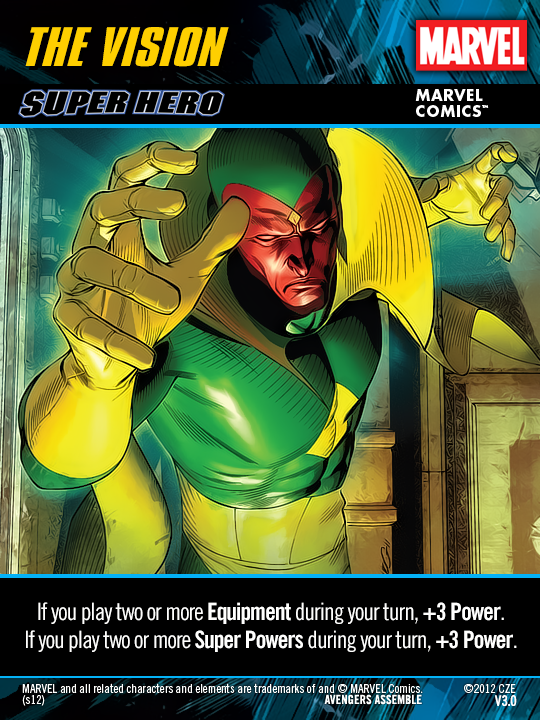 THE VISION
MARVEL
SUPER HERO
MARVEL
COMICS™
If you play two or more Equipment during your turn, +3 Power.
If you play two or more Super Powers during your turn, +3 Power.
MARVEL and all related characters and elements are trademarks of and © MARVEL Comics. ©2012 CZE
(s12) AVENGERS ASSEMBLE V3.0